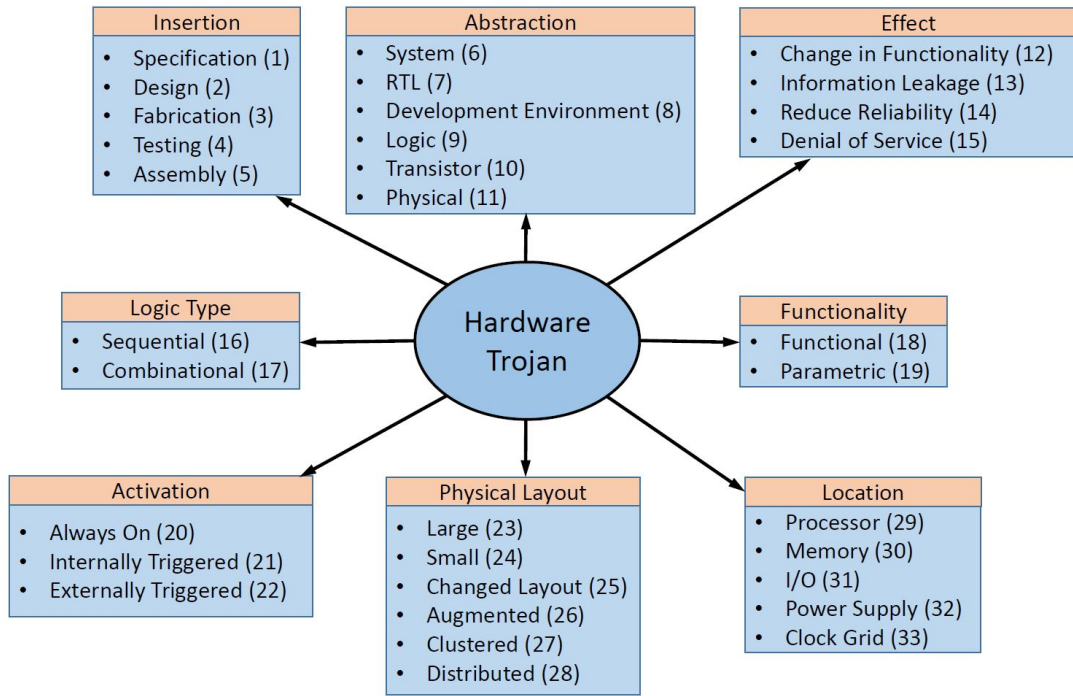 Insertion
• Specification (1)
• Design (2)
• Fabrication (3)
• Testing (4)
• Assembly (5)
Abstraction
• System (6)
• RTL (7)
• Development Environment (8)
• Logic (9)
• Transistor (10)
• Physical (11)
Effect
• Change in Functionality (12)
• Information Leakage (13)
• Reduce Reliability (14)
• Denial of Service (15)
Logic Type
• Sequential (16)
• Combinational (17)
Hardware
Trojan
Functionality
• Functional (18)
• Parametric (19)
Activation
• Always On (20)
• Internally Triggered (21)
• Externally Triggered (22)
Physical Layout
• Large (23)
• Small (24)
• Changed Layout (25)
• Augmented (26)
• Clustered (27)
• Distributed (28)
Location
• Processor (29)
• Memory (30)
• I/O (31)
• Power Supply (32)
• Clock Grid (33)